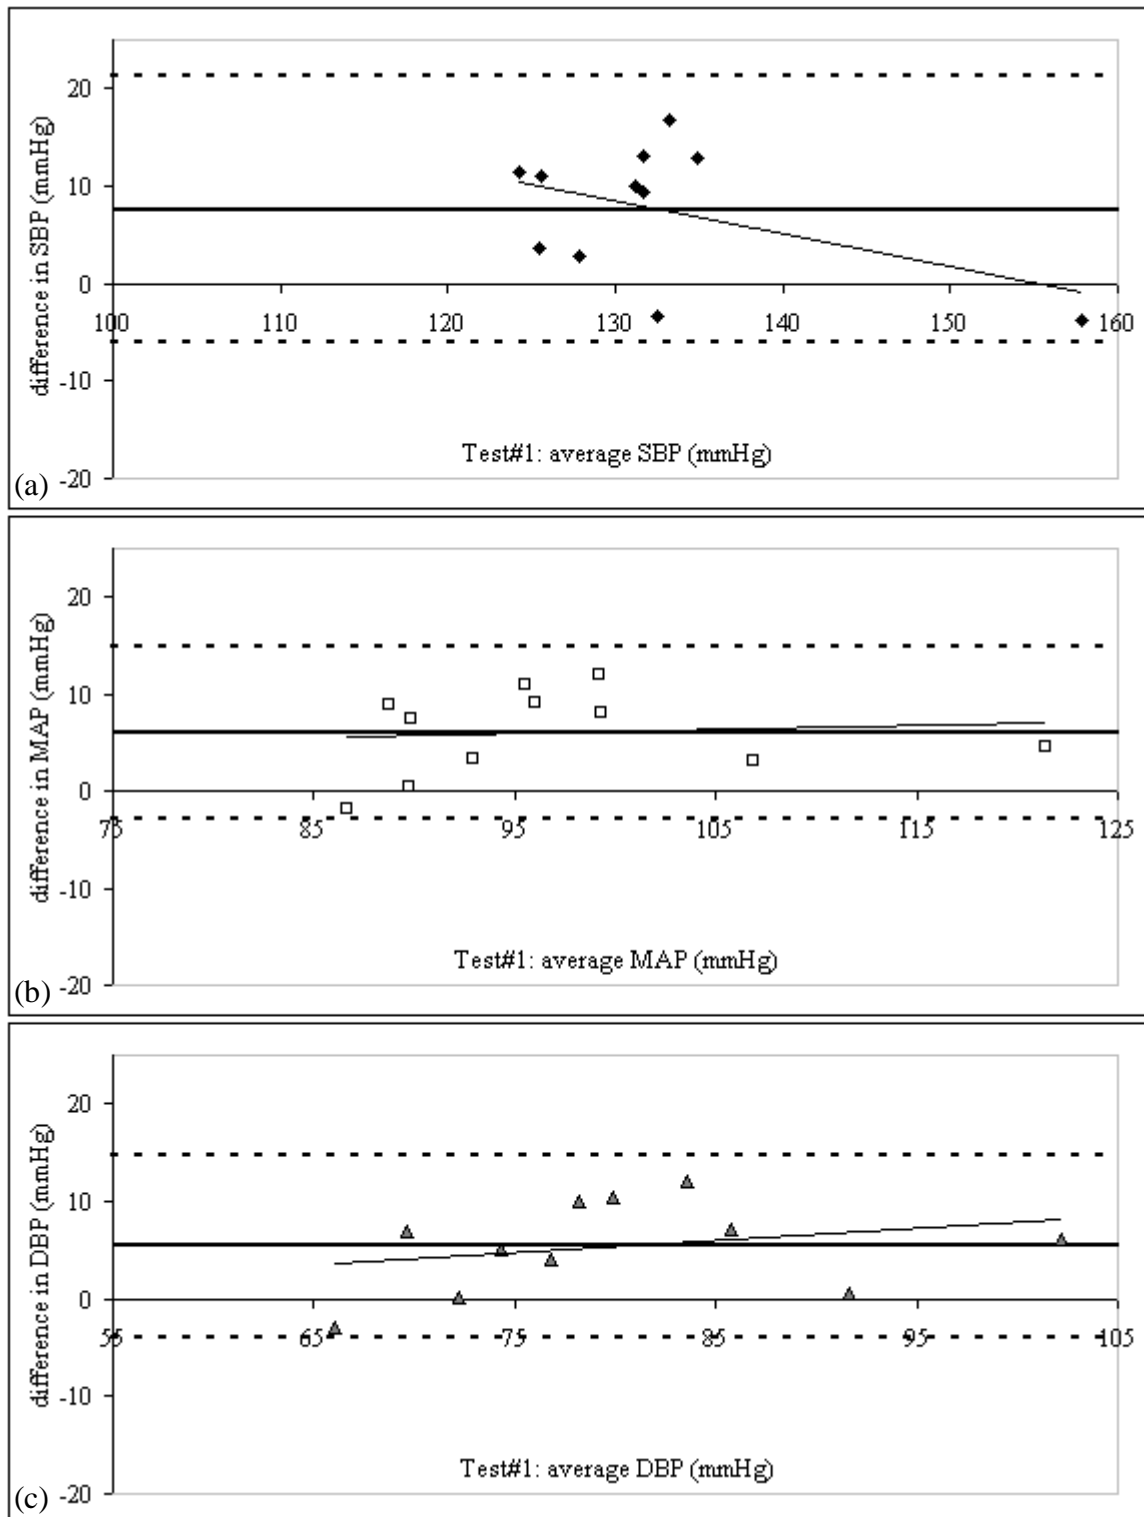 difference in SBP (mmHg)
20
10
0
-10
-20
100 110 120 130 140 150 160
Test#1: average SBP (mmHg)
(a)
difference in MAP (mmHg)
20
10
0
-10
-20
75 85 95 105 115 125
Test#1: average MAP (mmHg)
(b)
difference in DBP (mmHg)
20
10
0
-10
-20
55 65 75 85 95 105
Test#1: average DBP (mmHg)
(c)